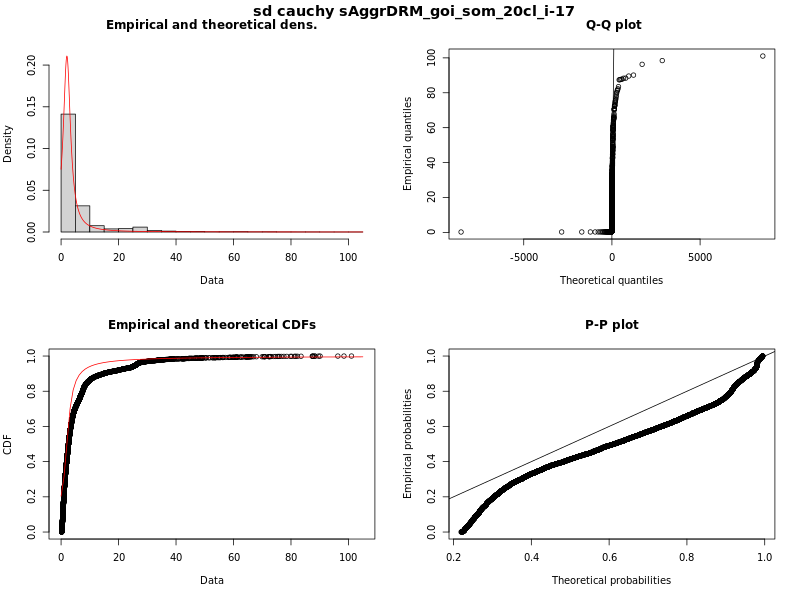 sd cauchy sAggrDRM_goi_som_20cl_i-17
Empirical and theoretical dens.
Density
0.00 0.05 0.10 0.15 0.20
0 20 40 60 80 100
Data
Q-Q plot
Empirical quantiles
0 20 40 60 80 100
-5000 0 5000
Theoretical quantiles
Empirical and theoretical CDFs
CDF
0.0 0.2 0.4 0.6 0.8 1.0
0 20 40 60 80 100
Data
P-P plot
Empirical probabilities
0.0 0.2 0.4 0.6 0.8 1.0
0.2 0.4 0.6 0.8 1.0
Theoretical probabilities